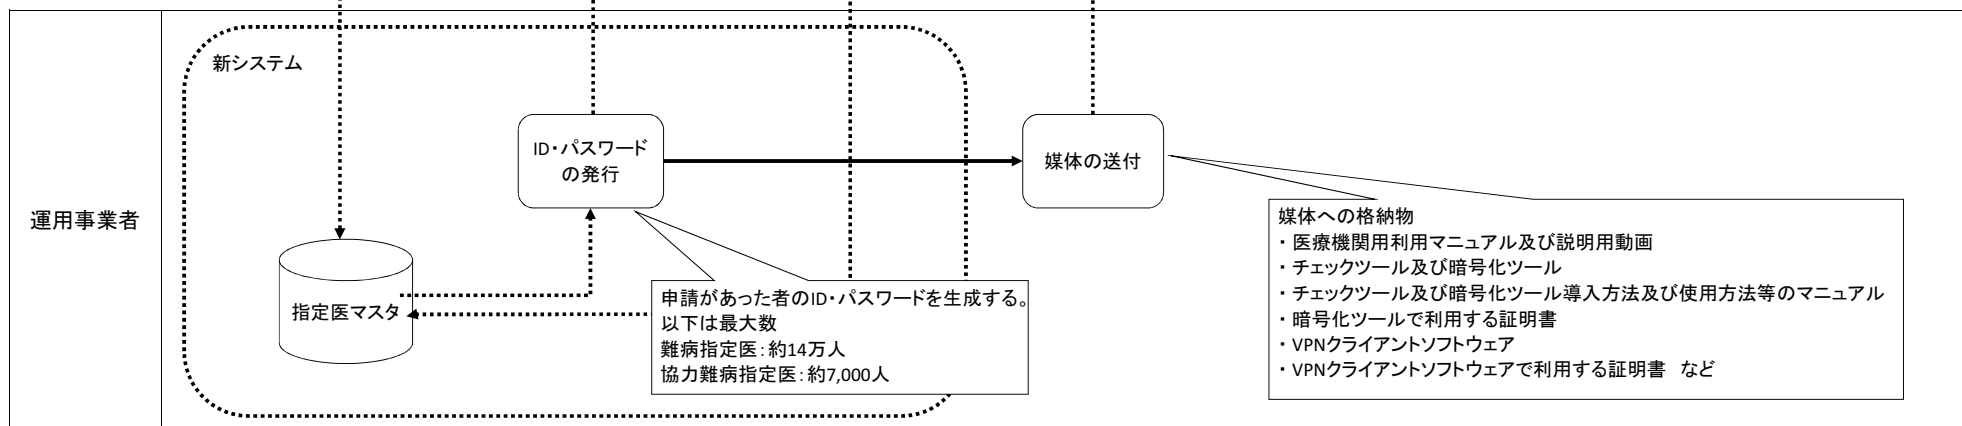 新システム
ID・パスワード
の発行
媒体の送付
運用事業者
指定医マスタ
申請があった者のID・パスワードを生成する。
以下は最大数
難病指定医：約14万人
協力難病指定医：約7,000人
媒体への格納物
・ 医療機関用利用マニュアル及び説明用動画
・ チェックツール及び暗号化ツール
・ チェックツール及び暗号化ツール導入方法及び使用方法等のマニュアル
・ 暗号化ツールで利用する証明書
・ VPNクライアントソフトウェア
・ VPNクライアントソフトウェアで利用する証明書　など